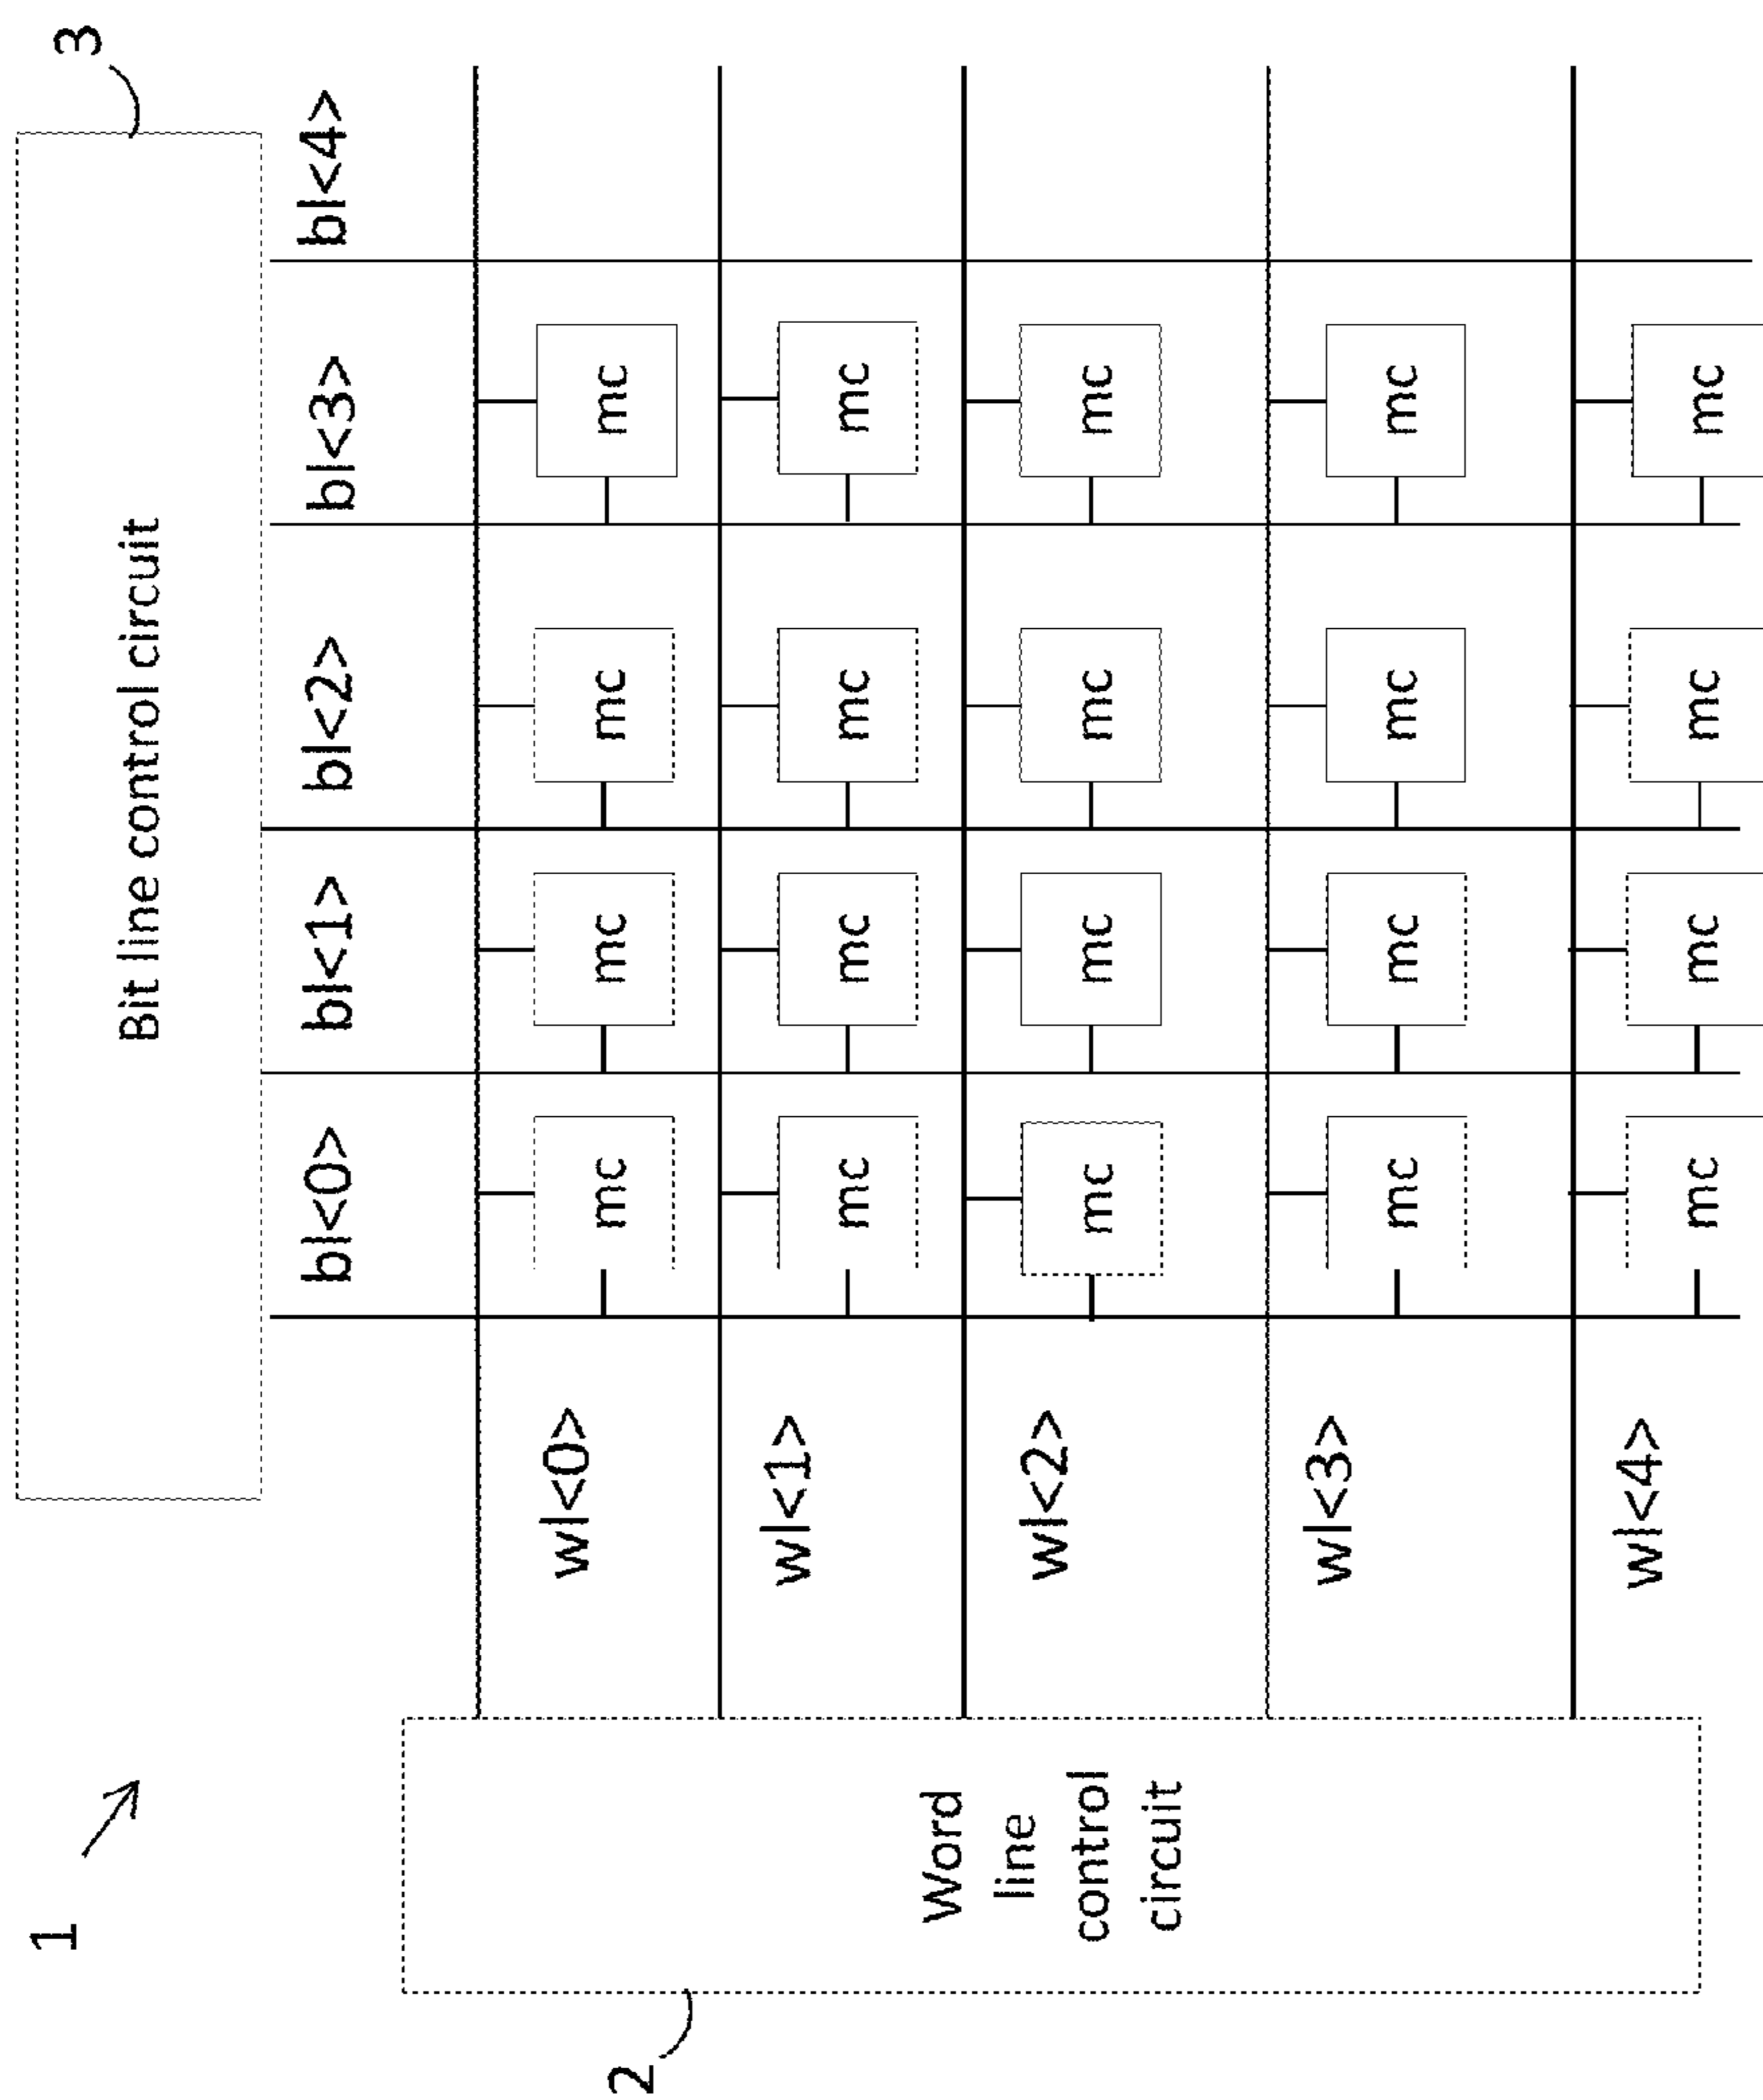 1
3
Bit line control circuit
bl<0> bl<1> bl<2> bl<3> bl<4>
2
Word
line
control
circuit
wl<0> mc mc mc mc
wl<1> mc mc mc mc
wl<2> mc mc mc mc
wl<3> mc mc mc mc
wl<4> mc mc mc mc